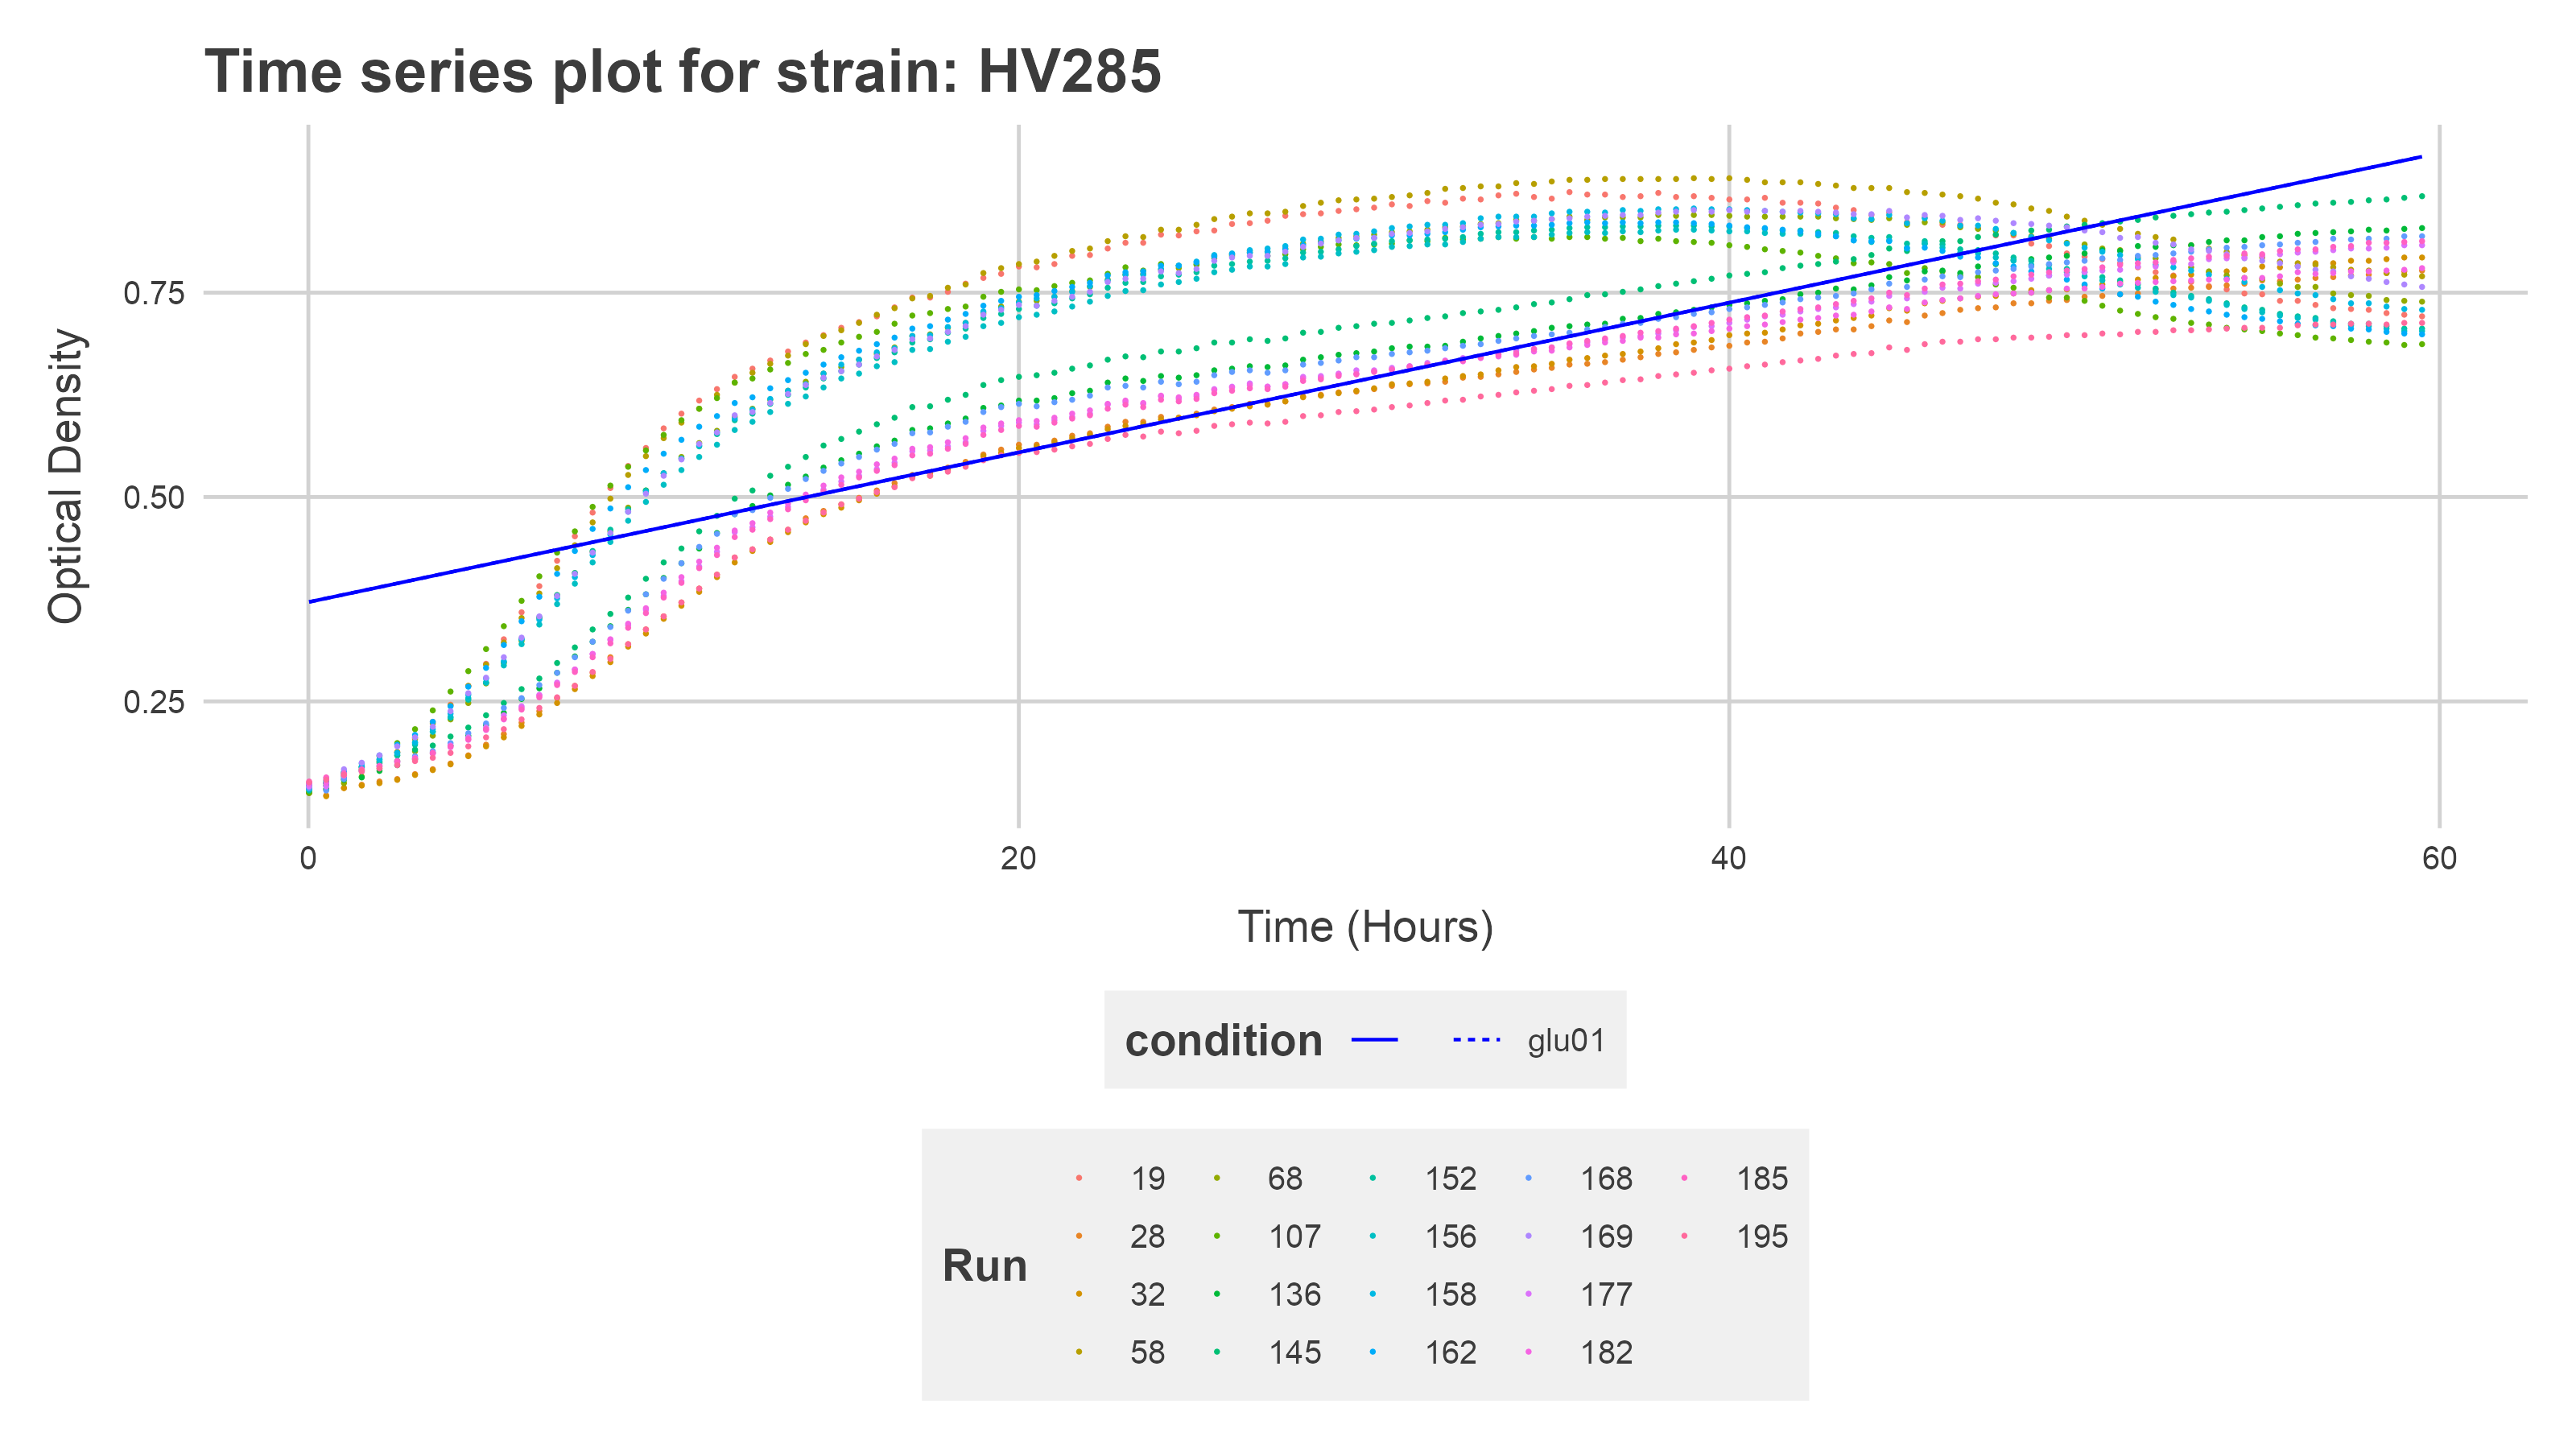 Time series plot for strain: HV285
Optical Density
0.75
0.50
0.25
0 20 40 60
Time (Hours)
condition glu01
Run
19 68 152 168 185
28 107 156 169 195
32 136 158 177
58 145 162 182